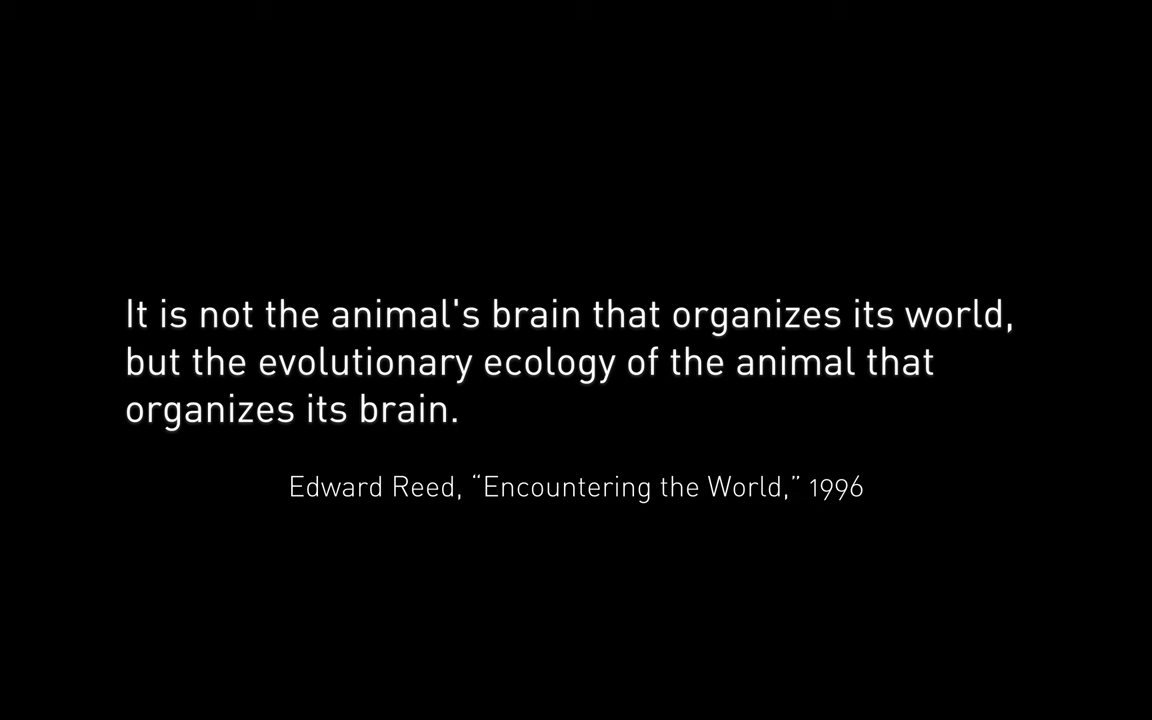 It is not the animal's brain that organizes its world,
but the evolutionary ecology of the animal that
organizes its brain.
Edward Reed, “Encountering the World,” 1996